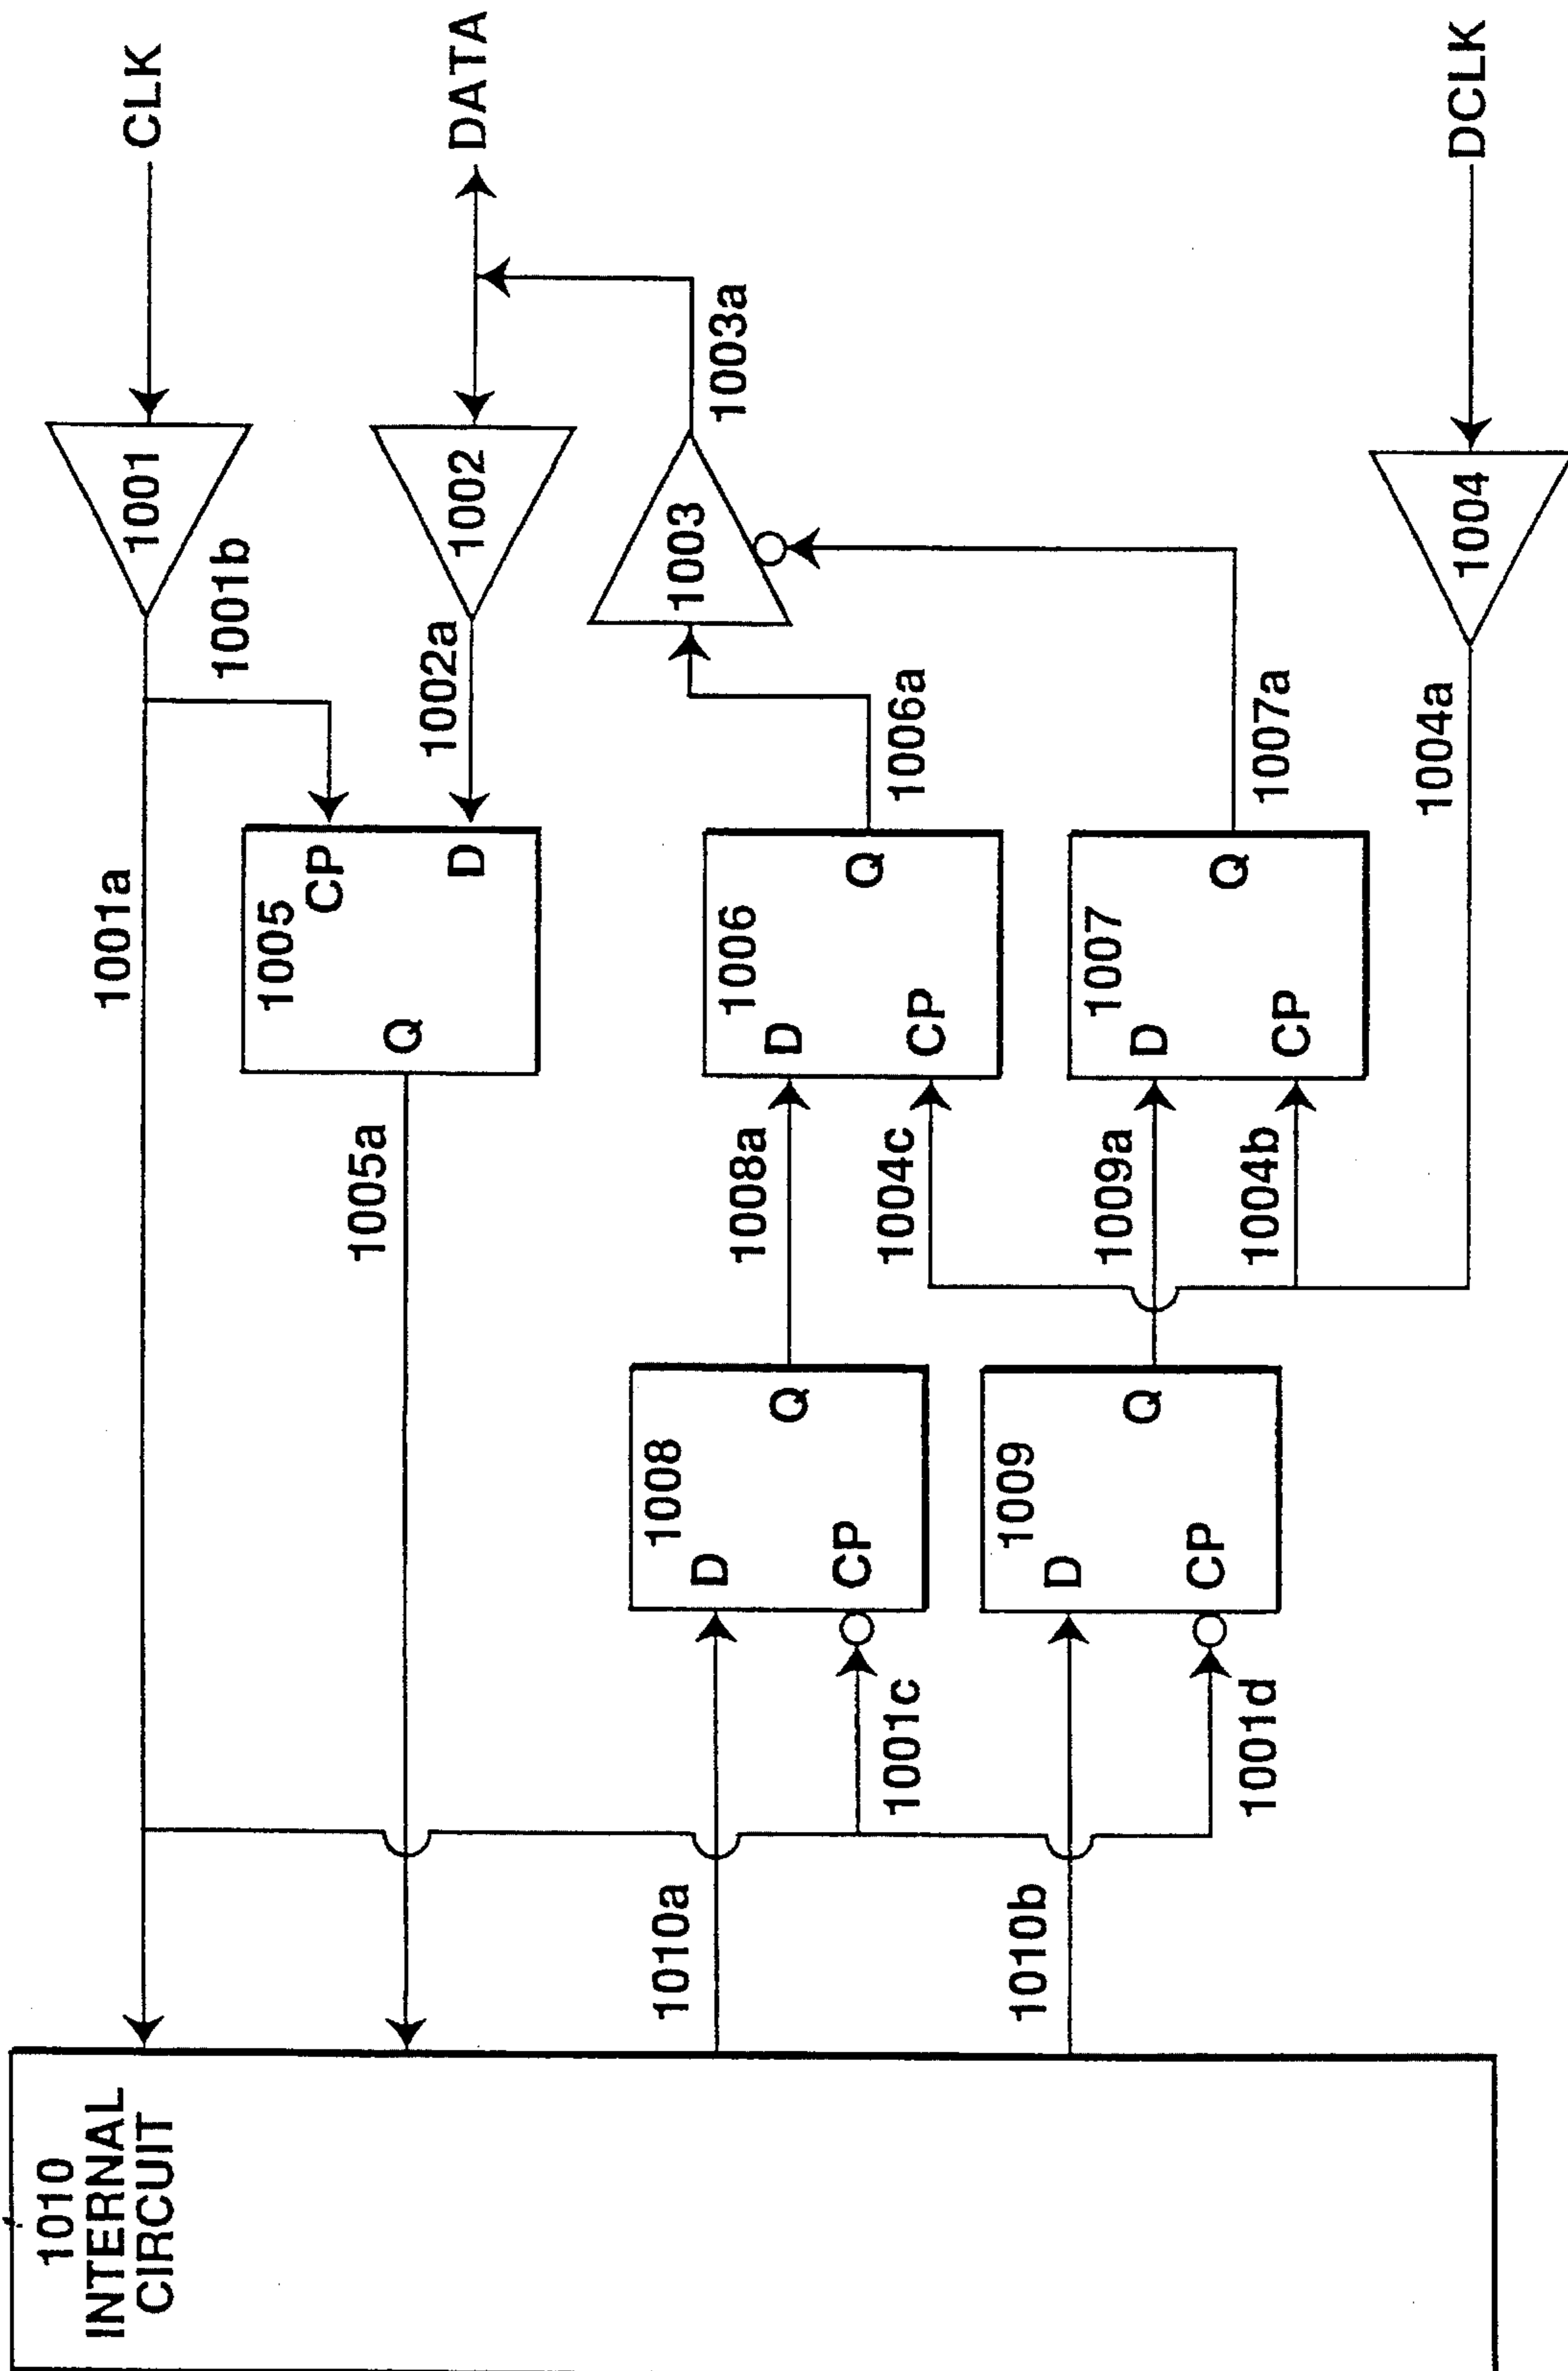 CLK
DATA
DCLK
1001
1001b
1001a
1002
1002a
1003
1003a
1004
1004a
1005
CP
D
Q
1005a
1006
D
Q
CP
1006a
1007
D
Q
CP
1007a
1008a
1004c
1009a
1004b
1008
D
Q
CP
1009
D
Q
CP
1001c
1001d
1010a
1010b
1010
INTERNAL
CIRCUIT